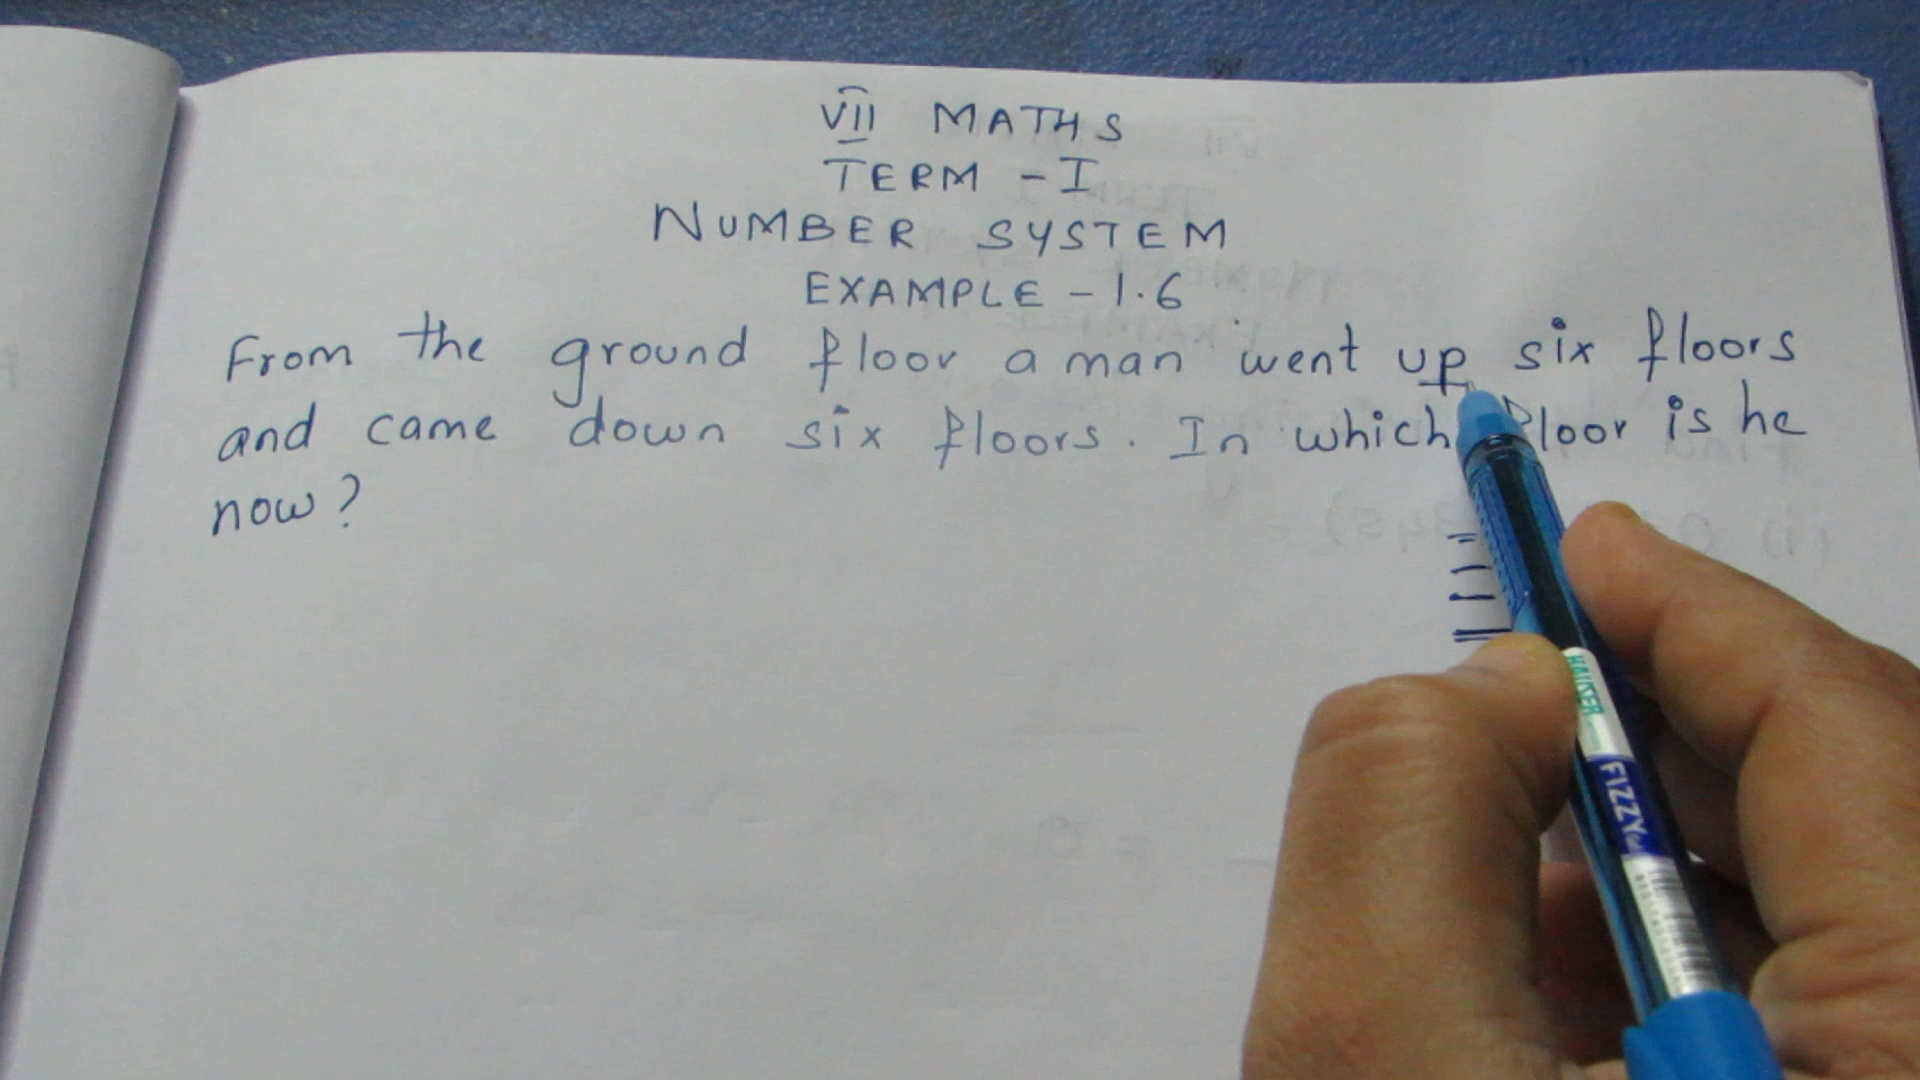 VII MATHS
TERM - I
NUMBER SYSTEM
EXAMPLE - 1.6
From the ground floor a man went up six floors
and came down six floors. In which floor is he
now?
HAUSER
FIZZY